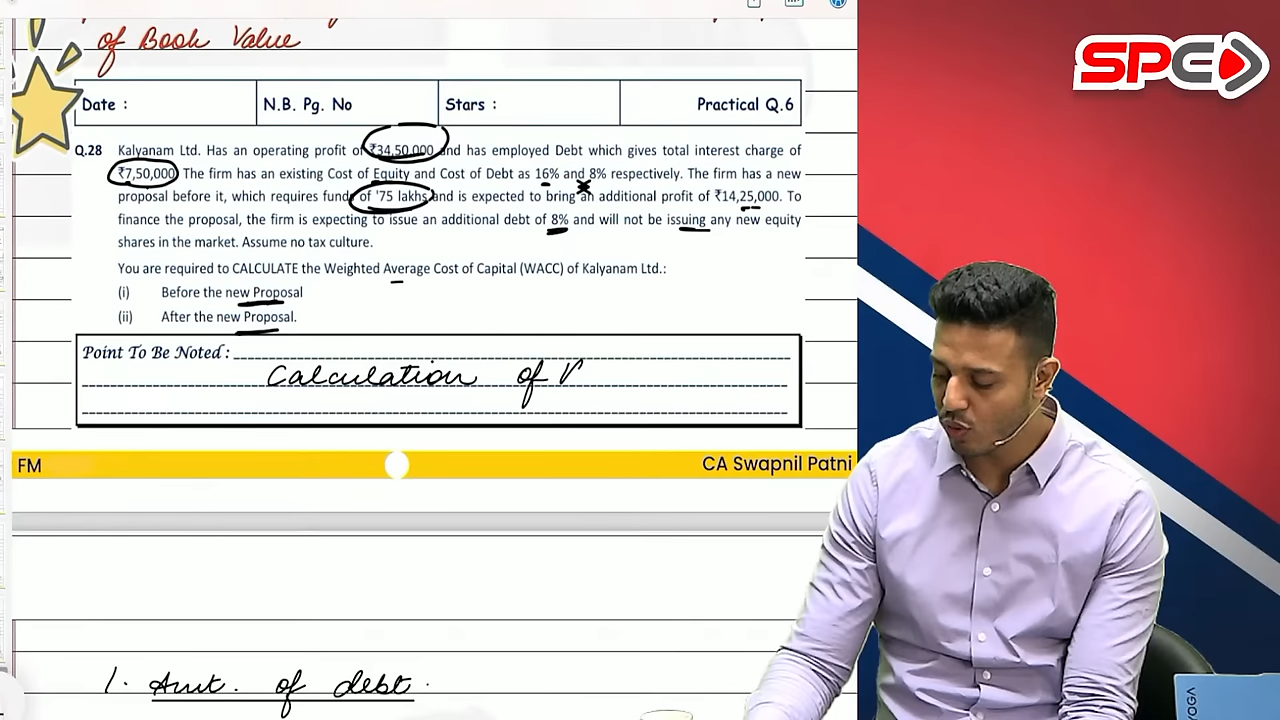 of Book Value
SPC
Date :
N.B. Pg. No
Stars :
Practical Q.6
Q.28 Kalyanam Ltd. Has an operating profit of ₹34,50,000 and has employed Debt which gives total interest charge of
₹7,50,000. The firm has an existing Cost of Equity and Cost of Debt as 16% and 8% respectively. The firm has a new
proposal before it, which requires funds of '75 lakhs and is expected to bring an additional profit of ₹14,25,000. To
finance the proposal, the firm is expecting to issue an additional debt of 8% and will not be issuing any new equity
shares in the market. Assume no tax culture.
You are required to CALCULATE the Weighted Average Cost of Capital (WACC) of Kalyanam Ltd.:
(i) Before the new Proposal
(ii) After the new Proposal.
Point To Be Noted :
Calculation of V
FM
CA Swapnil Patni
1. Amt. of debt.
YOGA